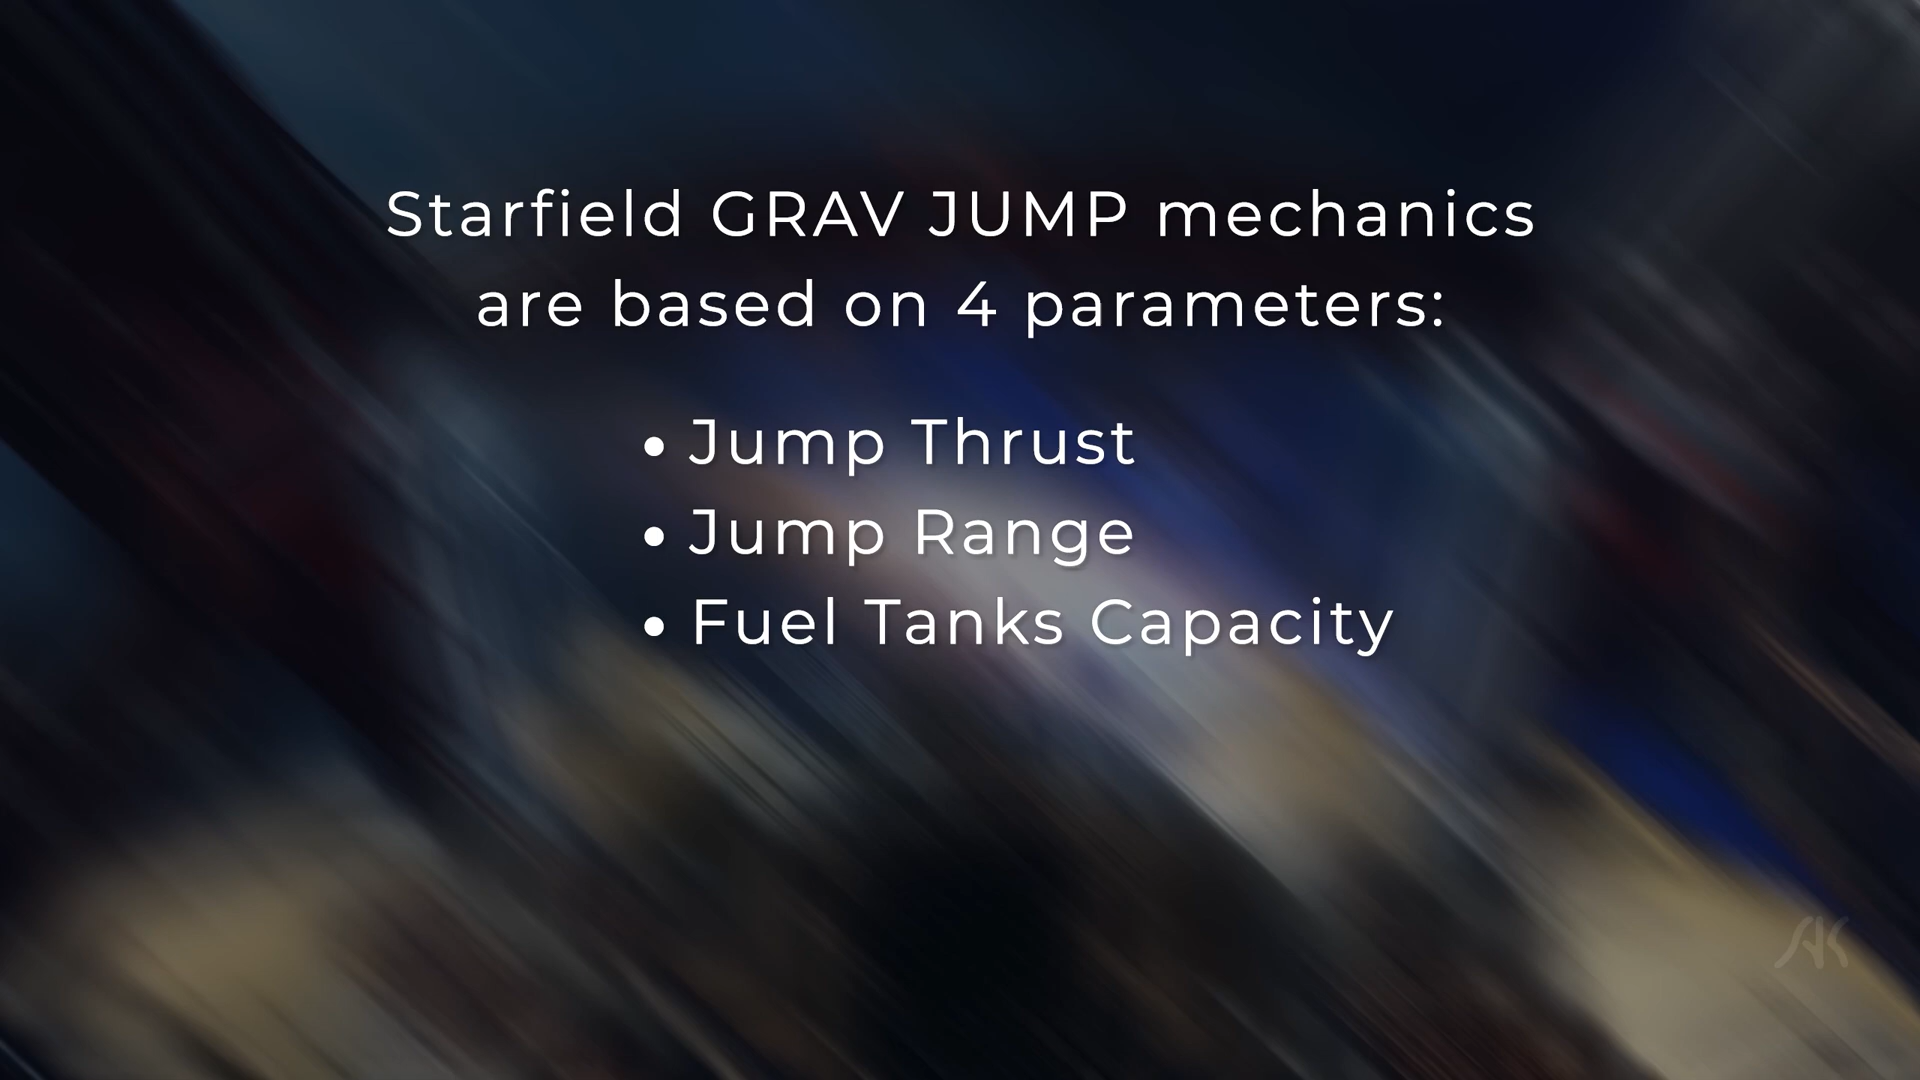 Starfield GRAV JUMP mechanics
are based on 4 parameters:
• Jump Thrust
• Jump Range
• Fuel Tanks Capacity